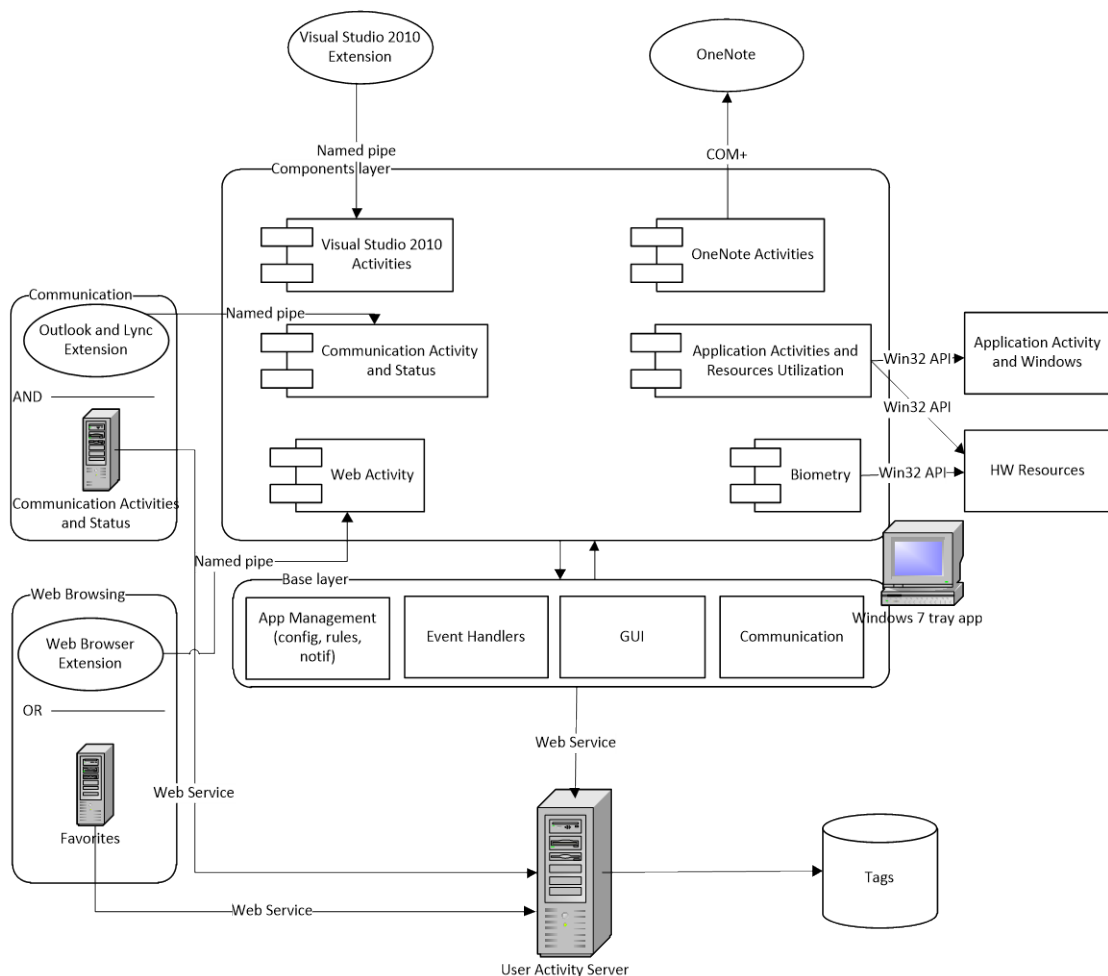 Visual Studio 2010
Extension
OneNote
Named pipe
COM+
Components layer
Visual Studio 2010
Activities
OneNote Activities
Communication
Outlook and Lync
Extension
Named pipe
Communication Activity
and Status
Application Activities and
Resources Utilization
Win32 API
Application Activity
and Windows
AND
Win32 API
Communication Activities
and Status
Web Activity
Biometry
Win32 API
HW Resources
Named pipe
Base layer
Windows 7 tray app
Web Browsing
Web Browser
Extension
App Management
(config, rules,
notif)
Event Handlers
GUI
Communication
OR
Web Service
Web Service
Favorites
Tags
Web Service
User Activity Server